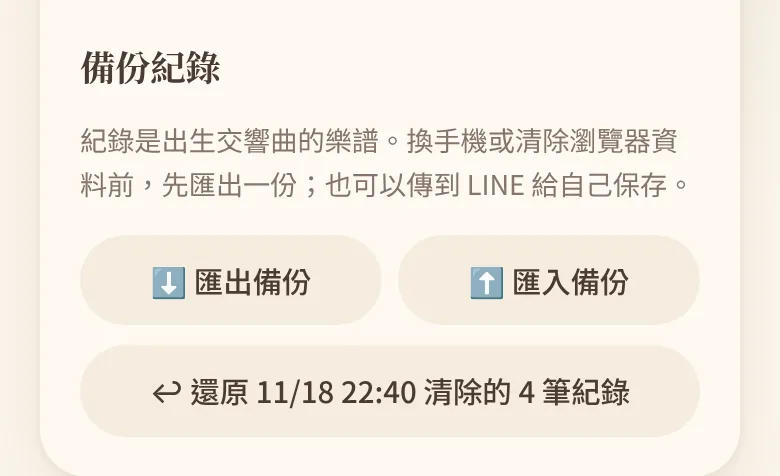 備份紀錄
紀錄是出生交響曲的樂譜。換手機或清除瀏覽器資
料前，先匯出一份；也可以傳到 LINE 給自己保存。
⬇️ 匯出備份
⬆️ 匯入備份
↩ 還原 11/18 22:40 清除的 4 筆紀錄